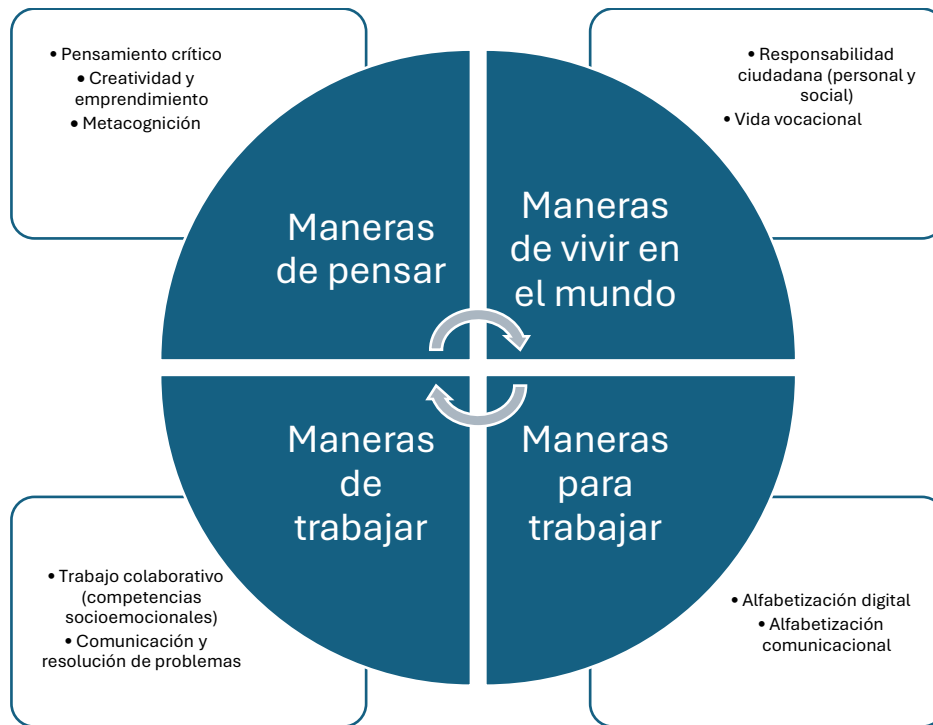 • Pensamiento crítico
• Creatividad y
emprendimiento
• Metacognición
• Responsabilidad
ciudadana (personal y
social)
• Vida vocacional
Maneras
de pensar
Maneras
de vivir en
el mundo
Maneras
de
trabajar
Maneras
para
trabajar
• Trabajo colaborativo
(competencias
socioemocionales)
• Comunicación y
resolución de problemas
• Alfabetización digital
• Alfabetización
comunicacional